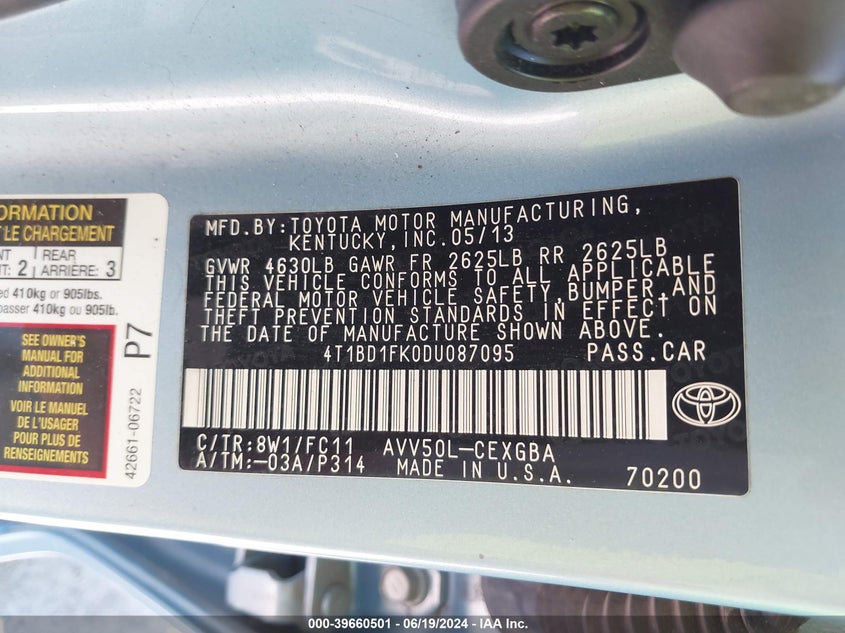 ORMATION
LE CHARGEMENT
NT 2 REAR
ARRIÈRE: 3
ed 410kg or 905lbs.
passer 410kg ou 905lb.
SEE OWNER'S
MANUAL FOR
ADDITIONAL
INFORMATION
VOIR LE MANUEL
DE L'USAGER
POUR PLUS DE
RENSEIGNEMENTS
P7
42661-06722
MFD.BY:TOYOTA MOTOR MANUFACTURING,
KENTUCKY, INC.05/13
GVWR 4630LB GAWR FR 2625LB RR 2625LB
THIS VEHICLE CONFORMS TO ALL APPLICABLE
FEDERAL MOTOR VEHICLE SAFETY,BUMPER,AND
THEFT PREVENTION STANDARDS IN EFFECT ON
THE DATE OF MANUFACTURE SHOWN ABOVE.
4T1BD1FK0DU087095 PASS.CAR
C/TR:8W1/FC11 AVV50L-CEXGBA
A/TM:-03A/P314 MADE IN U.S.A. 70200
000-39660501 - 06/19/2024 - IAA Inc.